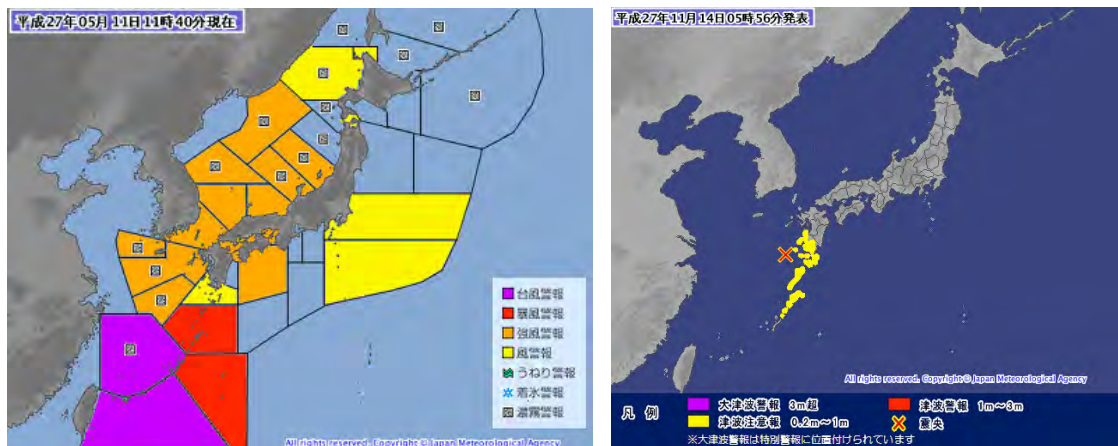 平成27年05月11日11時40分現在
台風警報
暴風警報
強風警報
風警報
うねり警報
着氷警報
濃霧警報
All rights reserved. Copyright © Japan Meteorological Agency
平成27年11月14日05時56分発表
All rights reserved. Copyright © Japan Meteorological Agency
凡 例
大津波警報 3m超
津波警報 1m~3m
津波注意報 0.2m~1m
震央
※大津波警報は特別警報に位置付けられています